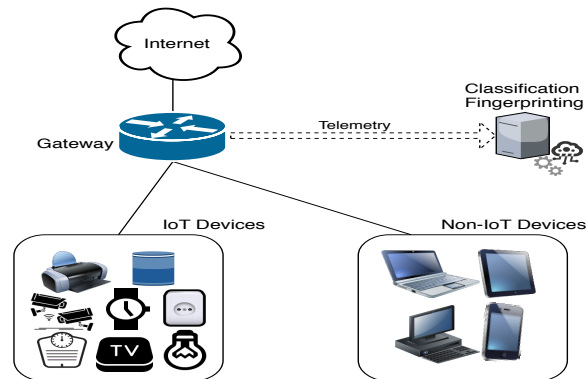 Internet
Classification
Fingerprinting
Telemetry
Gateway
IoT Devices
Non-IoT Devices
TV